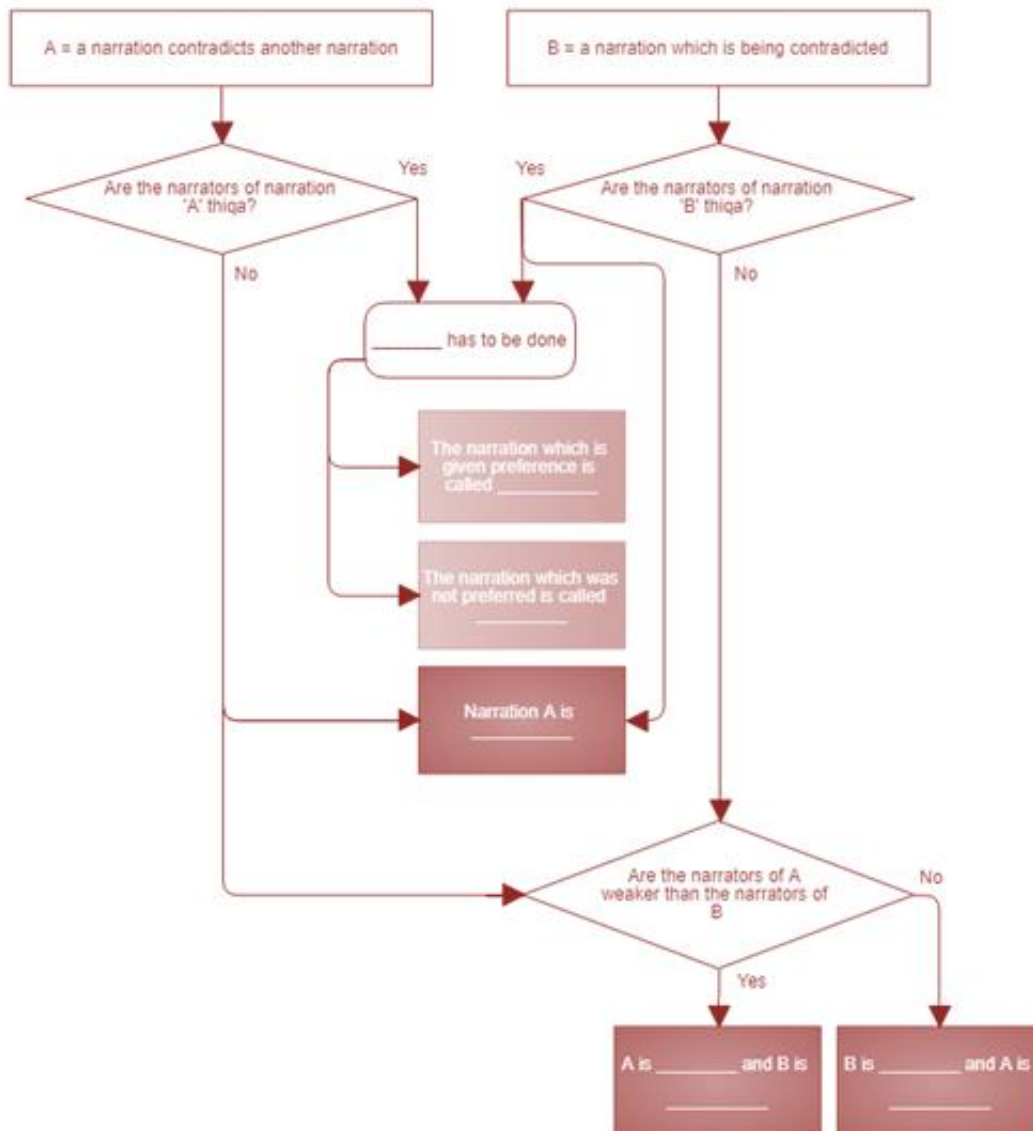 A = a narration contradicts another narration
B = a narration which is being contradicted
Are the narrators of narration
'A' thiqa?
Yes
No
Are the narrators of narration
'B' thiqa?
Yes
No
________ has to be done
The narration which is
given preference is
called ___________
The narration which was
not preferred is called
__________
Narration A is
___________
Are the narrators of A
weaker than the narrators of
B
No
Yes
A is _________ and B is
___________
B is _________ and A is
___________